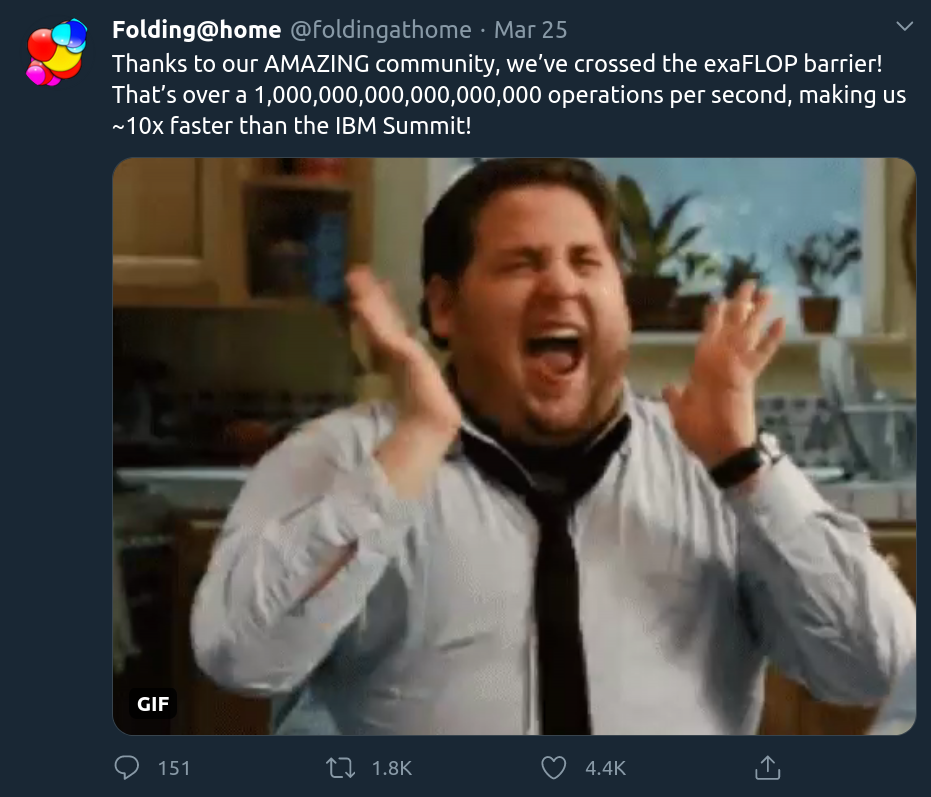 Folding@home @foldingathome · Mar 25
Thanks to our AMAZING community, we’ve crossed the exaFLOP barrier!
That’s over a 1,000,000,000,000,000,000 operations per second, making us
~10x faster than the IBM Summit!
GIF
151 1.8K 4.4K